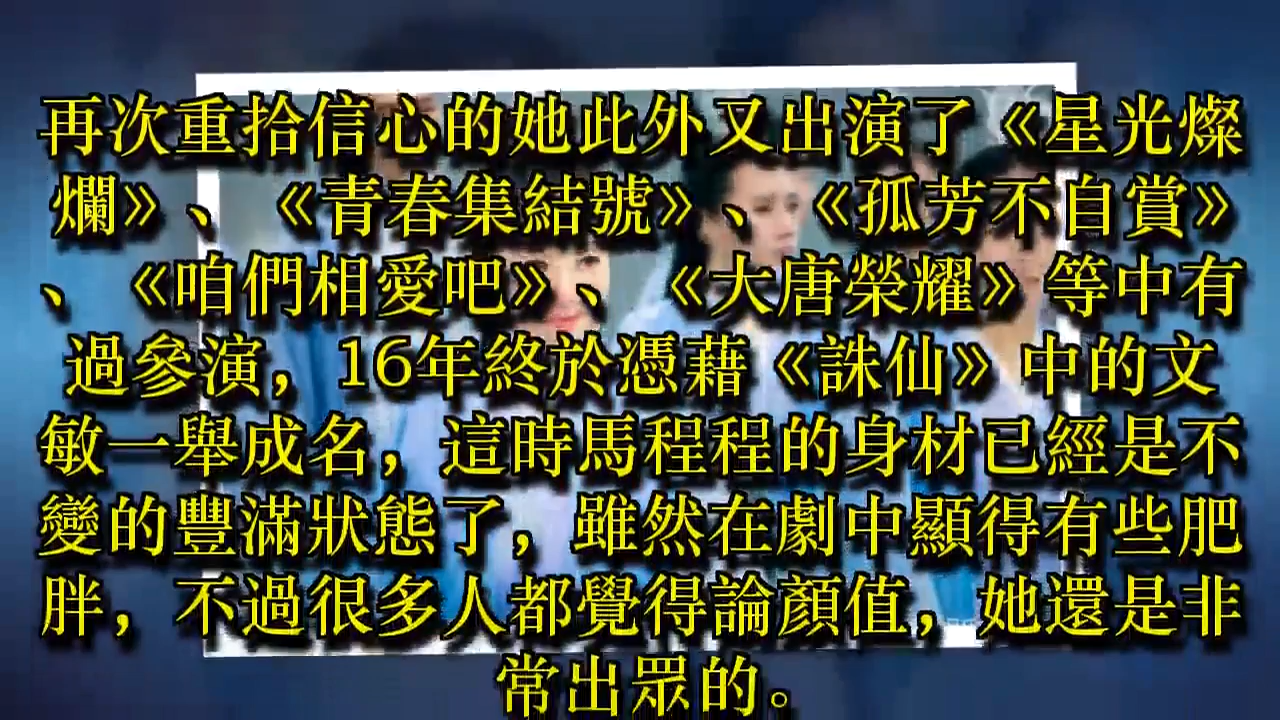 再次重拾信心的她此外又出演了《星光燦
爛》、《青春集結號》、《孤芳不自賞》
、《咱們相愛吧》、《大唐榮耀》等中有
過參演，16年終於憑藉《誅仙》中的文
敏一舉成名，這時馬程程的身材已經是不
變的豐滿狀態了，雖然在劇中顯得有些肥
胖，不過很多人都覺得論顏值，她還是非
常出眾的。